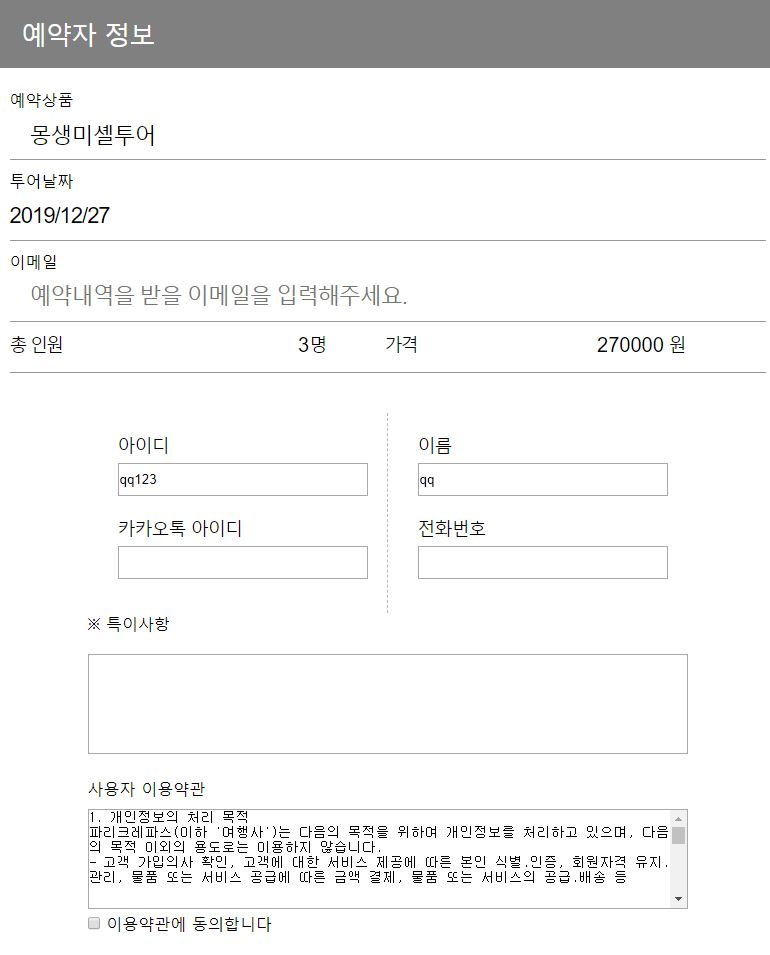 예약자 정보
예약상품
몽생미셸투어
투어날짜
2019/12/27
이메일
예약내역을 받을 이메일을 입력해주세요.
총 인원 3명 가격 270000 원
아이디 이름
qq123 qq
카카오톡 아이디 전화번호
※ 특이사항
사용자 이용약관
1. 개인정보의 처리 목적
파리크레파스(이하 '여행사')는 다음의 목적을 위하여 개인정보를 처리하고 있으며, 다음
의 목적 이외의 용도로는 이용하지 않습니다.
- 고객 가입의사 확인, 고객에 대한 서비스 제공에 따른 본인 식별.인증, 회원자격 유지.
관리, 물품 또는 서비스 공급에 따른 금액 결제, 물품 또는 서비스의 공급.배송 등
이용약관에 동의합니다